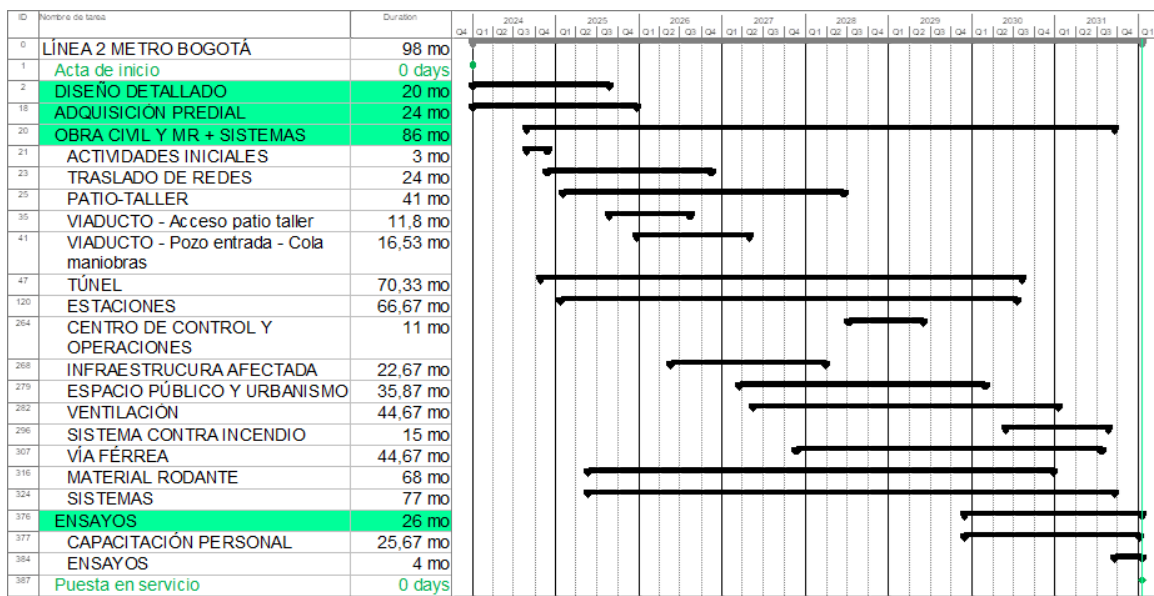 ID Nombre de tarea Duration
2024 2025 2026 2027 2028 2029 2030 2031
Q4 Q1 Q2 Q3 Q4 Q1 Q2 Q3 Q4 Q1 Q2 Q3 Q4 Q1 Q2 Q3 Q4 Q1 Q2 Q3 Q4 Q1 Q2 Q3 Q4 Q1 Q2 Q3 Q4 Q1 Q2 Q3 Q4 Q1
0 LÍNEA 2 METRO BOGOTÁ 98 mo
1 Acta de inicio 0 days
2 DISEÑO DETALLADO 20 mo
18 ADQUISICIÓN PREDIAL 24 mo
20 OBRA CIVIL Y MR + SISTEMAS 86 mo
21 ACTIVIDADES INICIALES 3 mo
23 TRASLADO DE REDES 24 mo
25 PATIO-TALLER 41 mo
35 VIADUCTO - Acceso patio taller 11,8 mo
41 VIADUCTO - Pozo entrada - Cola 16,53 mo
maniobras
47 TÚNEL 70,33 mo
120 ESTACIONES 66,67 mo
264 CENTRO DE CONTROL Y 11 mo
OPERACIONES
268 INFRAESTRUCURA AFECTADA 22,67 mo
279 ESPACIO PÚBLICO Y URBANISMO 35,87 mo
282 VENTILACIÓN 44,67 mo
296 SISTEMA CONTRA INCENDIO 15 mo
307 VÍA FÉRREA 44,67 mo
316 MATERIAL RODANTE 68 mo
324 SISTEMAS 77 mo
376 ENSAYOS 26 mo
377 CAPACITACIÓN PERSONAL 25,67 mo
384 ENSAYOS 4 mo
387 Puesta en servicio 0 days